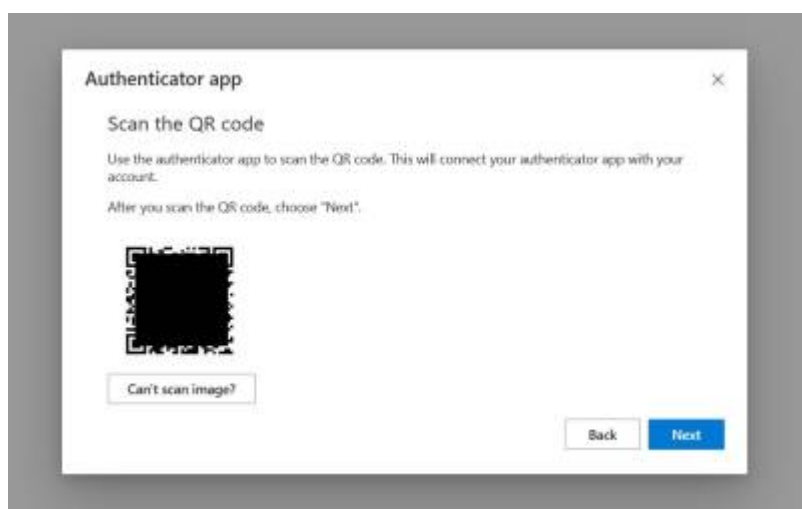 Authenticator app
Scan the QR code
Use the authenticator app to scan the QR code. This will connect your authenticator app with your
account.
After you scan the QR code, choose "Next".
Can't scan image?
Back Next